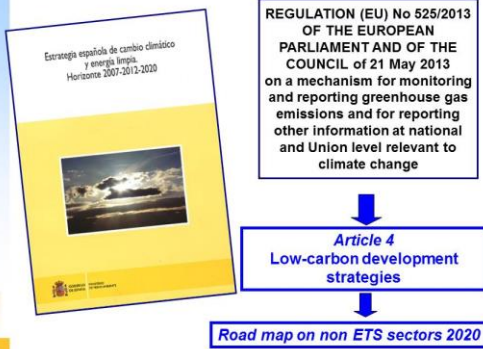 Estrategia española de cambio climático
y energía limpia.
Horizonte 2007-2012-2020
GOBIERNO
DE ESPAÑA
REGULATION (EU) No 525/2013
OF THE EUROPEAN
PARLIAMENT AND OF THE
COUNCIL of 21 May 2013
on a mechanism for monitoring
and reporting greenhouse gas
emissions and for reporting
other information at national
and Union level relevant to
climate change
Article 4
Low-carbon development
strategies
Road map on non ETS sectors 2020